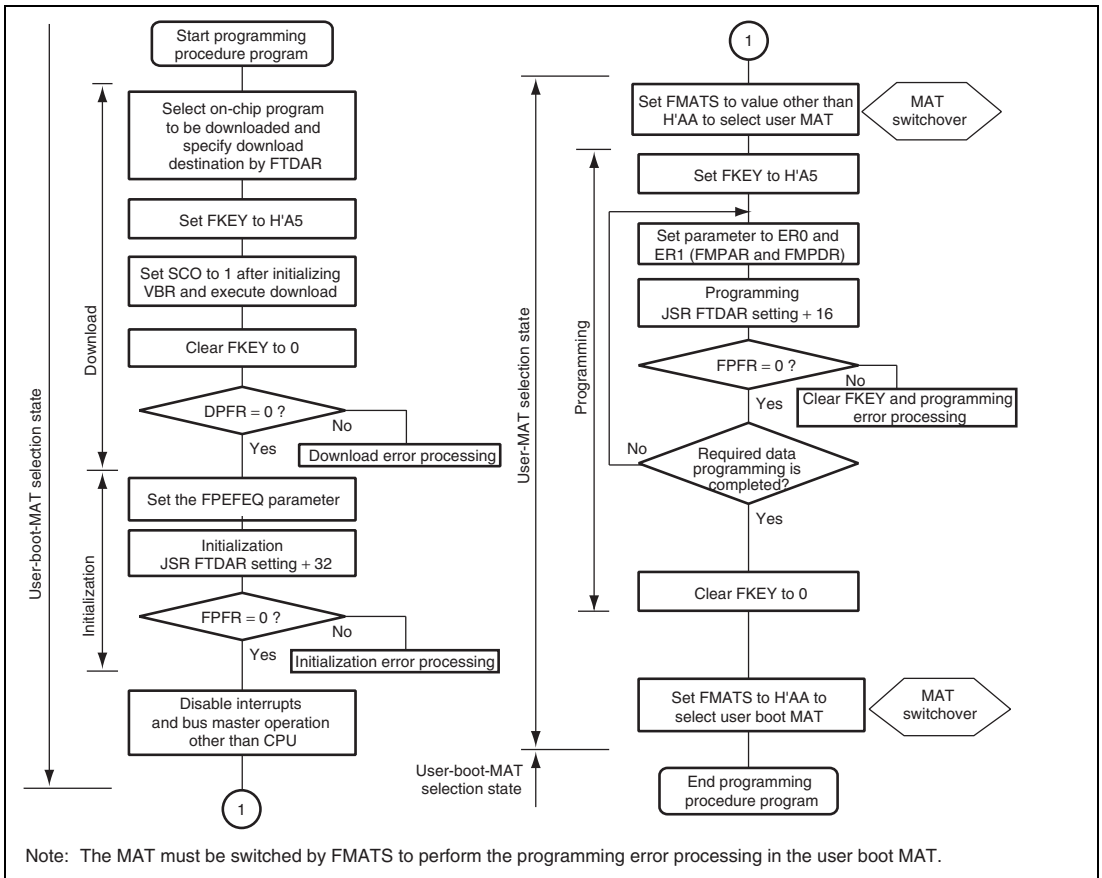 Start programming
procedure program
Select on-chip program
to be downloaded and
specify download
destination by FTDAR
Set FKEY to H'A5
Set SCO to 1 after initializing
VBR and execute download
Clear FKEY to 0
DPFR = 0 ?
No
Yes
Download error processing
Set the FPEFEQ parameter
Initialization
JSR FTDAR setting + 32
FPFR = 0 ?
No
Yes
Initialization error processing
Disable interrupts
and bus master operation
other than CPU
1
User-boot-MAT selection state
Download
Initialization
1
Set FMATS to value other than
H'AA to select user MAT
MAT
switchover
Set FKEY to H'A5
Set parameter to ER0 and
ER1 (FMPAR and FMPDR)
Programming
JSR FTDAR setting + 16
FPFR = 0 ?
No
Yes
Clear FKEY and programming
error processing
No
Required data
programming is
completed?
Yes
Clear FKEY to 0
Set FMATS to H'AA to
select user boot MAT
MAT
switchover
End programming
procedure program
User-MAT selection state
Programming
User-boot-MAT
selection state
Note: The MAT must be switched by FMATS to perform the programming error processing in the user boot MAT.